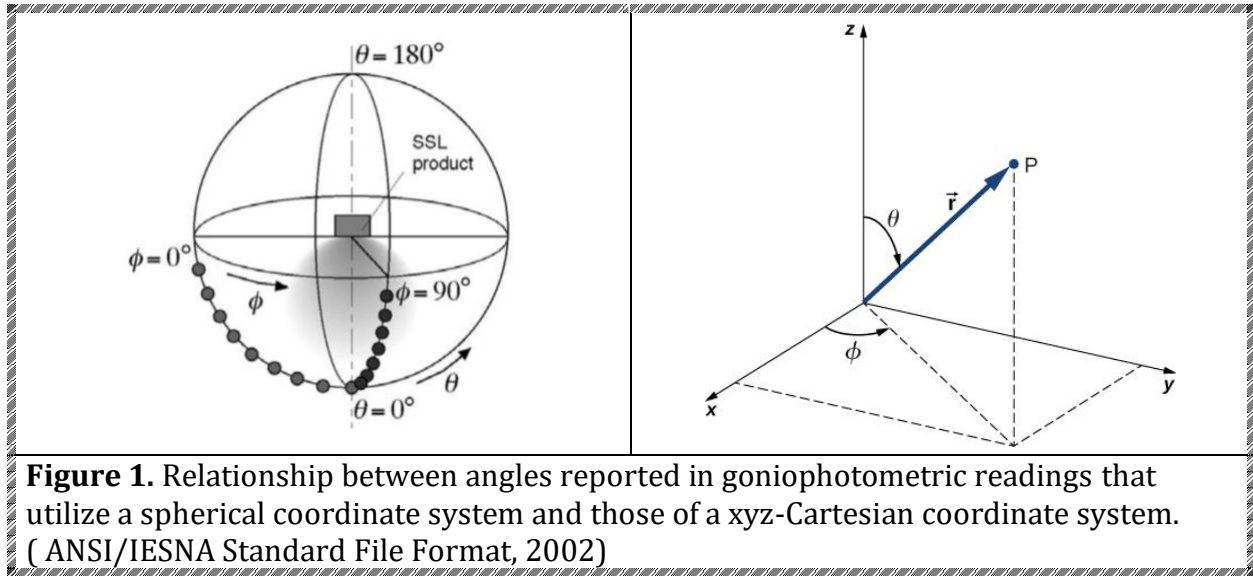 θ = 180°
SSL
product
ϕ = 0°
ϕ
ϕ = 90°
θ
θ = 0°
z
P
r⃗
θ
ϕ
x
y
Figure 1. Relationship between angles reported in goniophotometric readings that
utilize a spherical coordinate system and those of a xyz-Cartesian coordinate system.
( ANSI/IESNA Standard File Format, 2002)